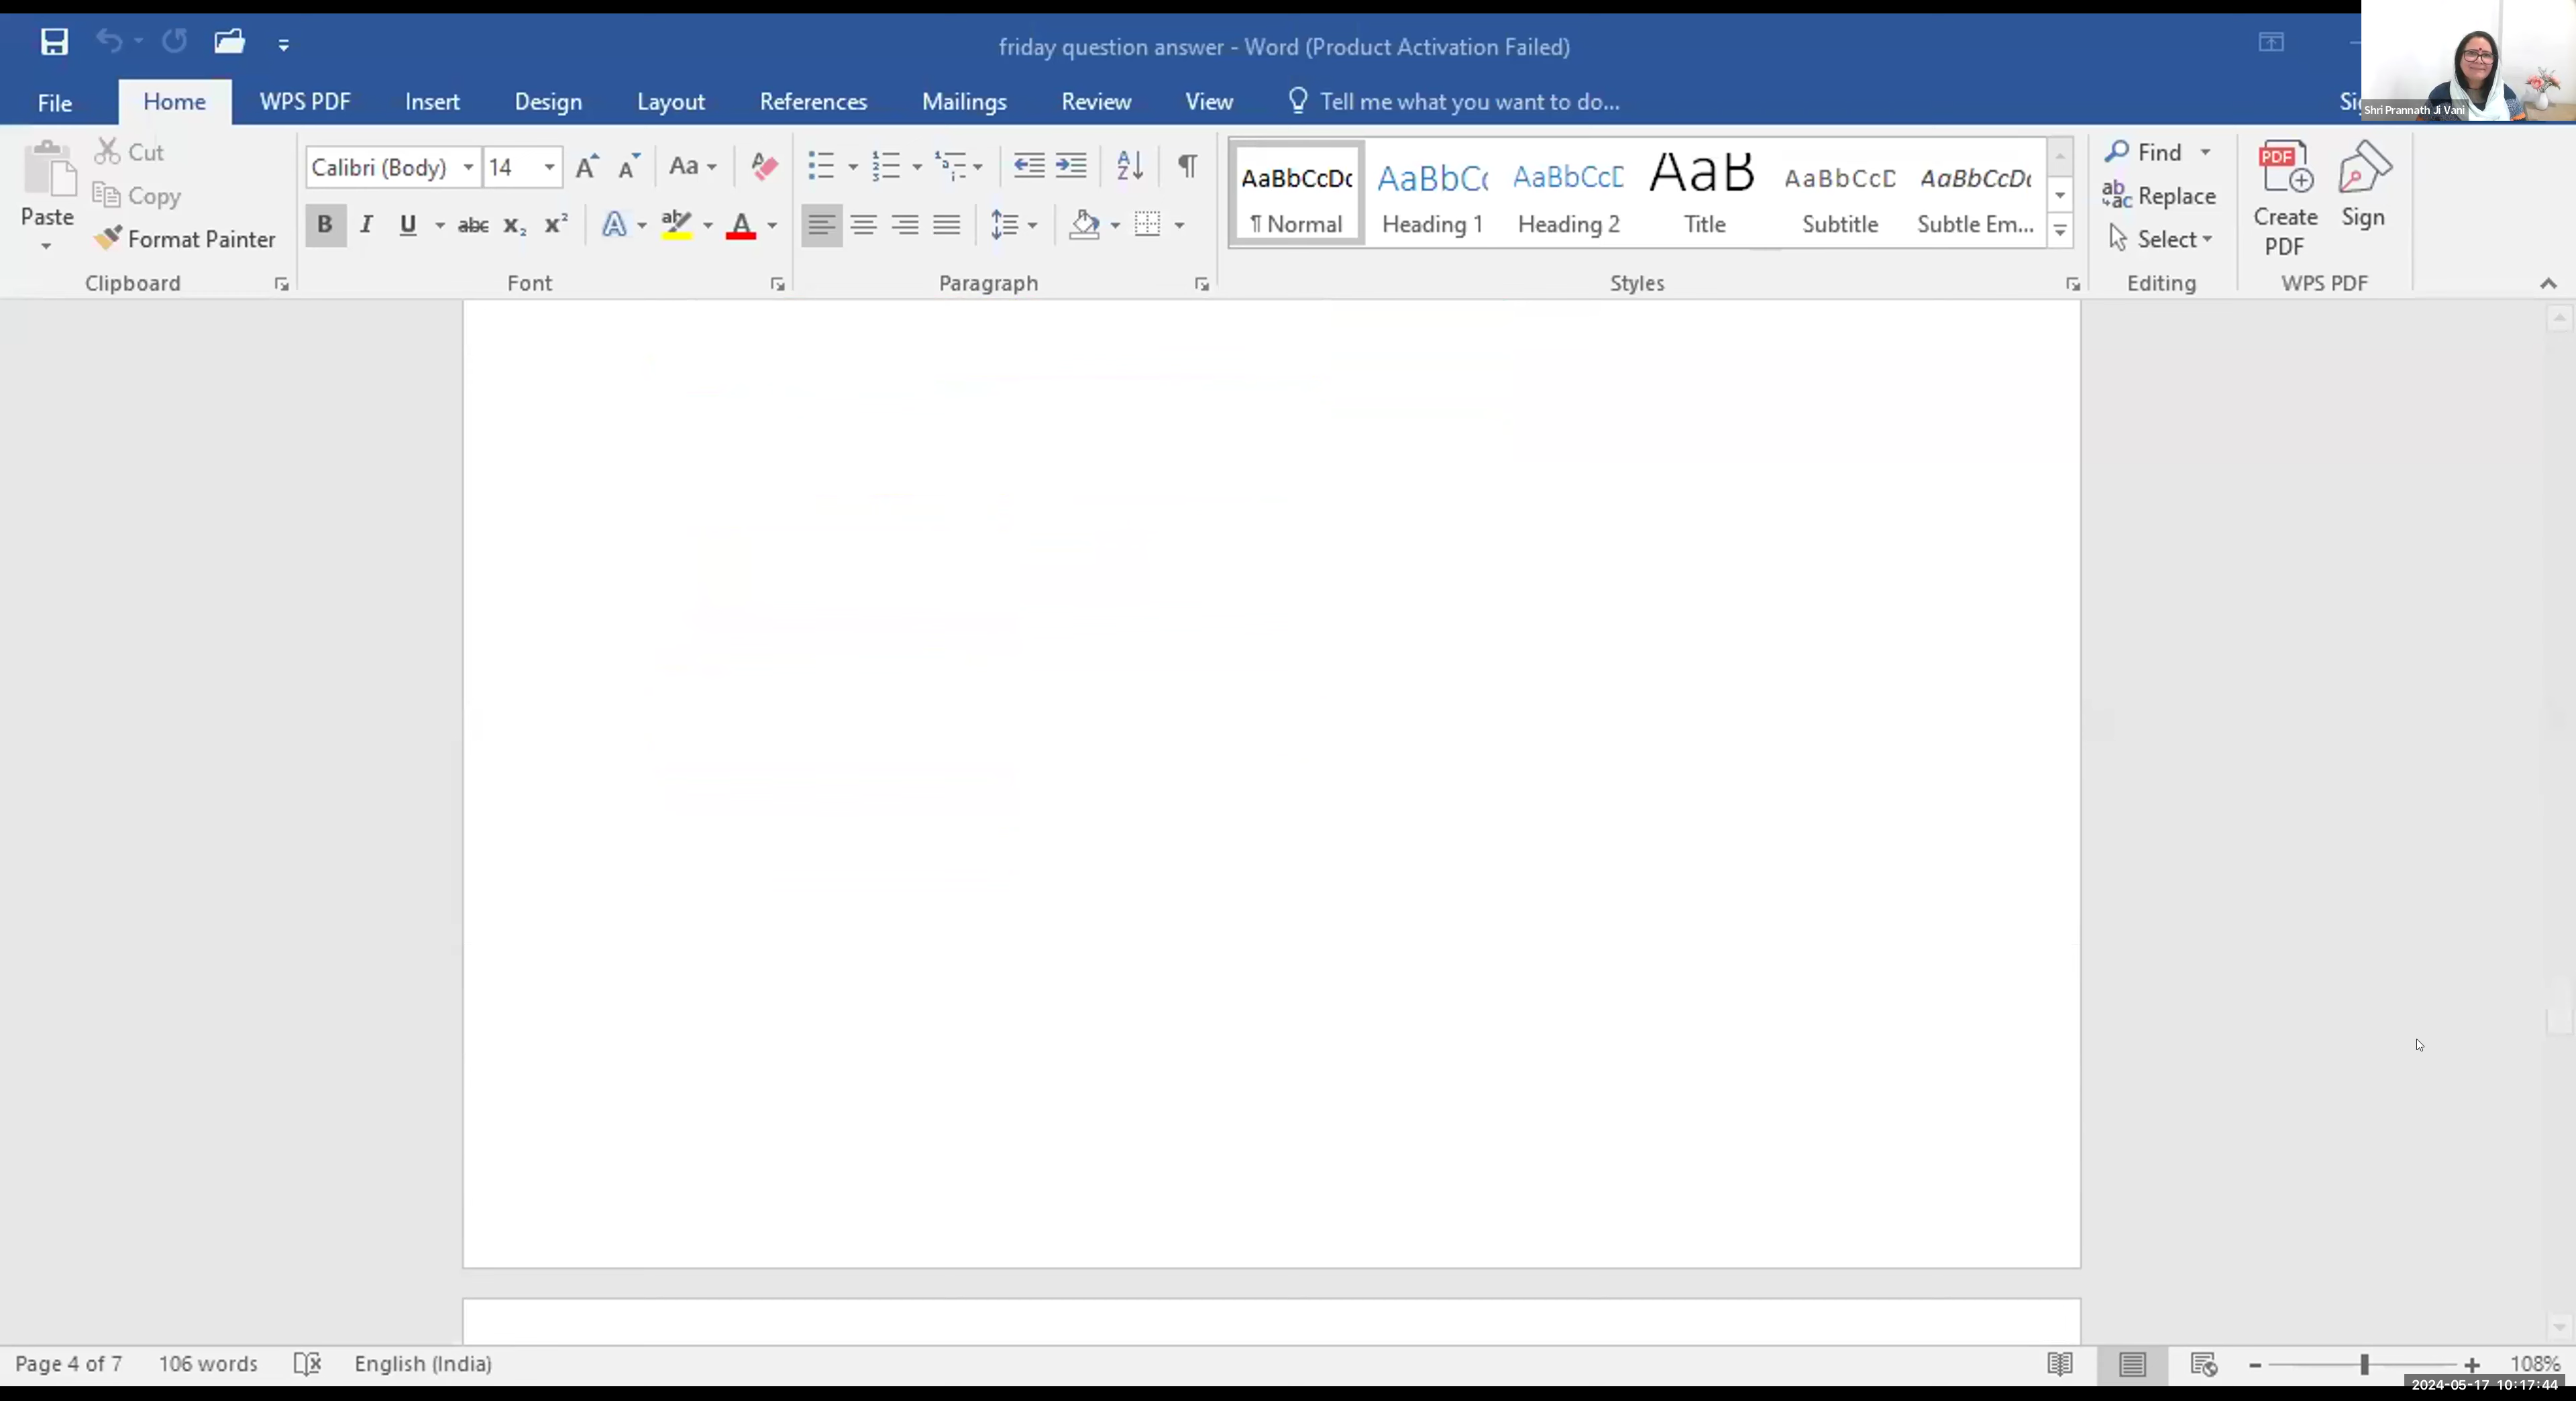 friday question answer - Word (Product Activation Failed)
File Home WPS PDF Insert Design Layout References Mailings Review View Tell me what you want to do...
Shri Prannath Ji Vani
Paste Cut
Copy
Format Painter
Clipboard
Calibri (Body) 14
Font
Paragraph
AaBbCcDc AaBbCc AaBbCcD AaB AaBbCcD AaBbCcDc
¶ Normal Heading 1 Heading 2 Title Subtitle Subtle Em...
Styles
Find
Replace
Select
Editing
Create PDF Sign
WPS PDF
Page 4 of 7 106 words English (India) 108%
2024-05-17 10:17:44